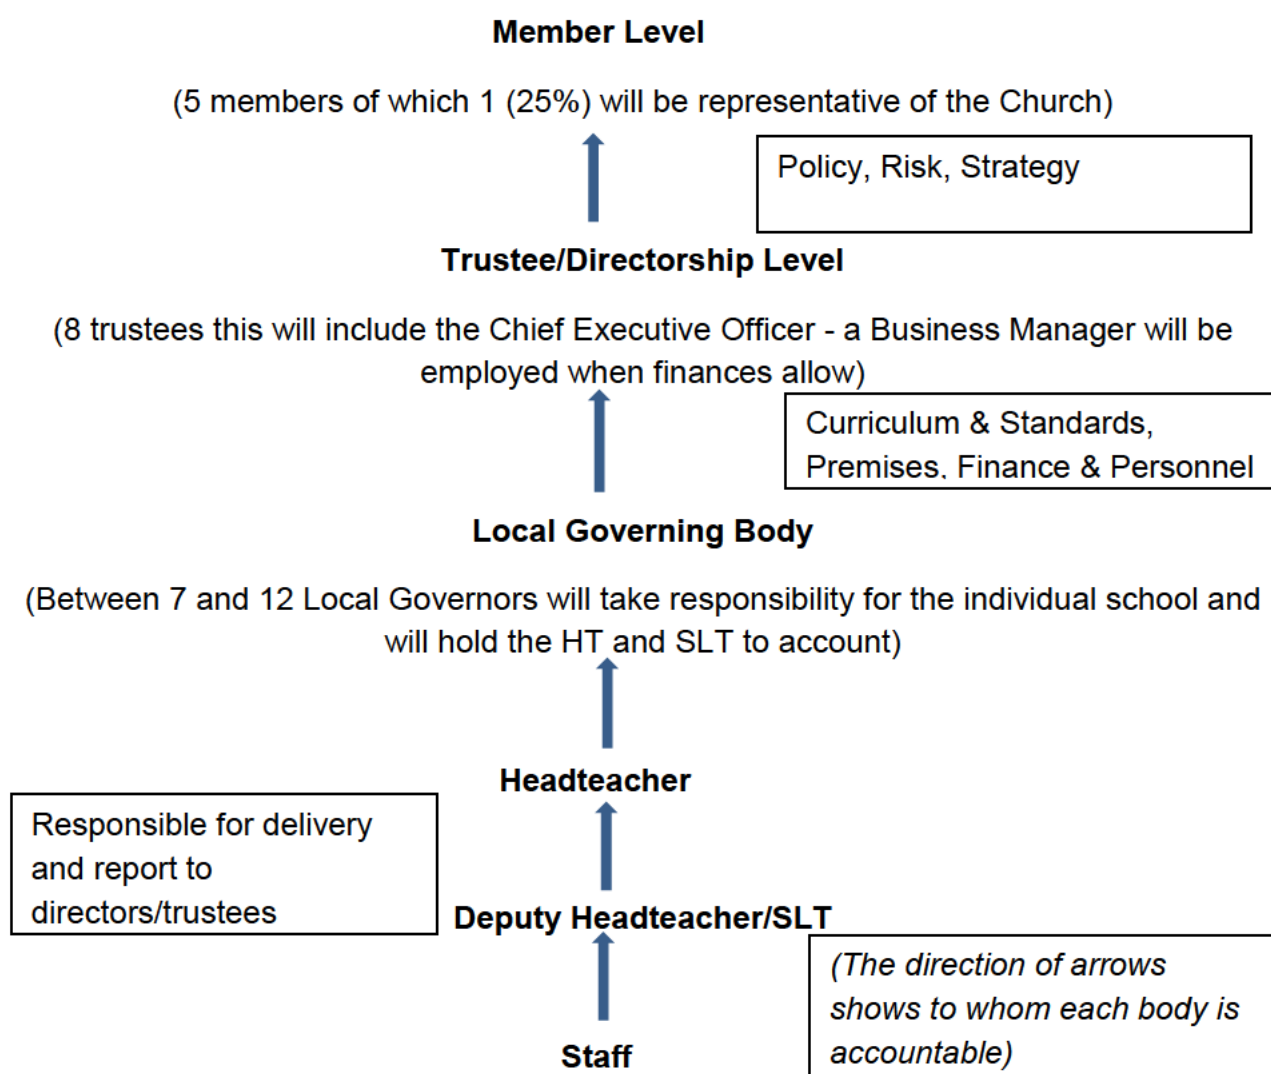 Member Level
(5 members of which 1 (25%) will be representative of the Church)
Policy, Risk, Strategy
Trustee/Directorship Level
(8 trustees this will include the Chief Executive Officer - a Business Manager will be
employed when finances allow)
Curriculum & Standards,
Premises, Finance & Personnel
Local Governing Body
(Between 7 and 12 Local Governors will take responsibility for the individual school and
will hold the HT and SLT to account)
Headteacher
Responsible for delivery
and report to
directors/trustees
Deputy Headteacher/SLT
(The direction of arrows
shows to whom each body is
accountable)
Staff